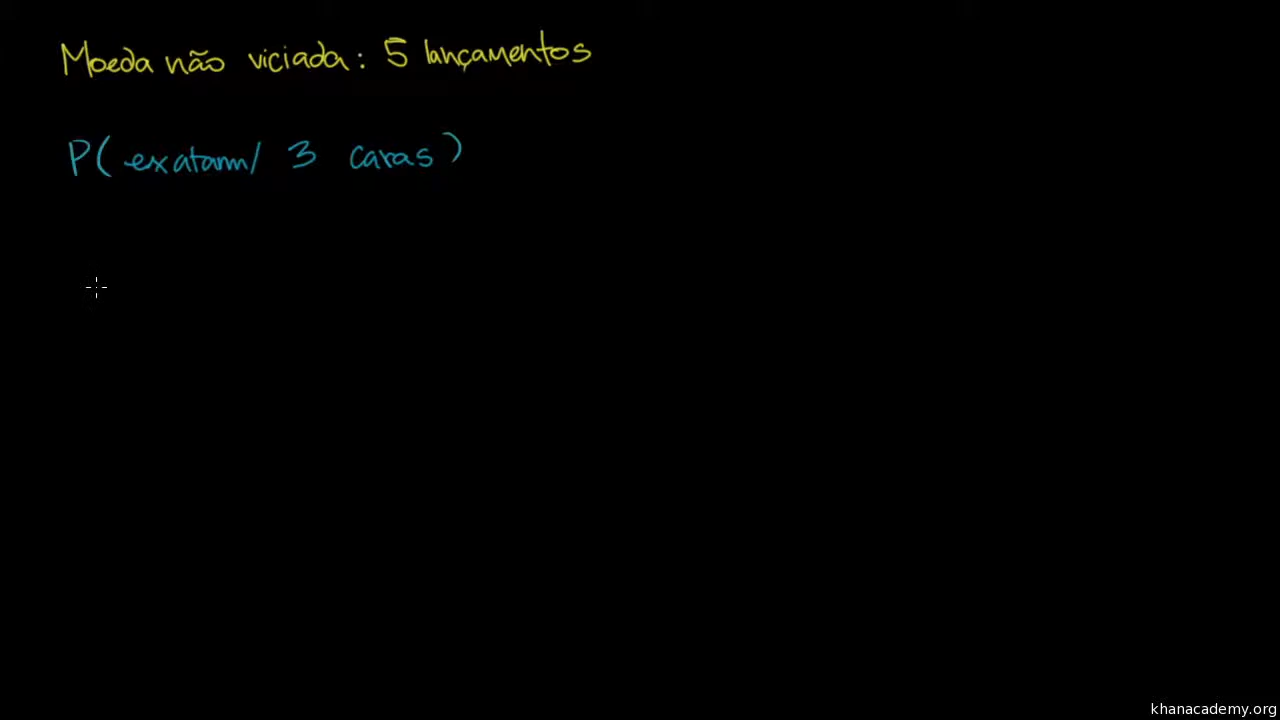 Moeda não viciada: 5 lançamentos
P( exatam/ 3 caras )
khanacademy.org